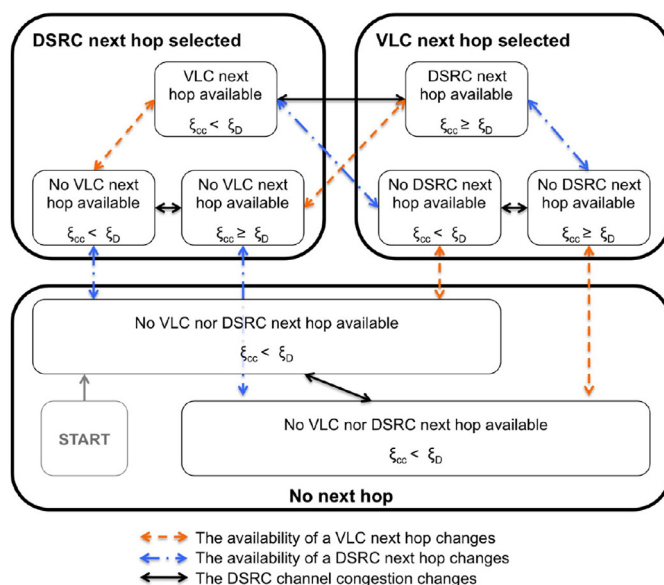 DSRC next hop selected
VLC next
hop available
ξcc < ξD
No VLC next
hop available
ξcc < ξD
No VLC next
hop available
ξcc ≥ ξD
VLC next hop selected
DSRC next
hop available
ξcc ≥ ξD
No DSRC next
hop available
ξcc < ξD
No DSRC next
hop available
ξcc ≥ ξD
No VLC nor DSRC next hop available
ξcc < ξD
START
No VLC nor DSRC next hop available
ξcc < ξD
No next hop
The availability of a VLC next hop changes
The availability of a DSRC next hop changes
The DSRC channel congestion changes